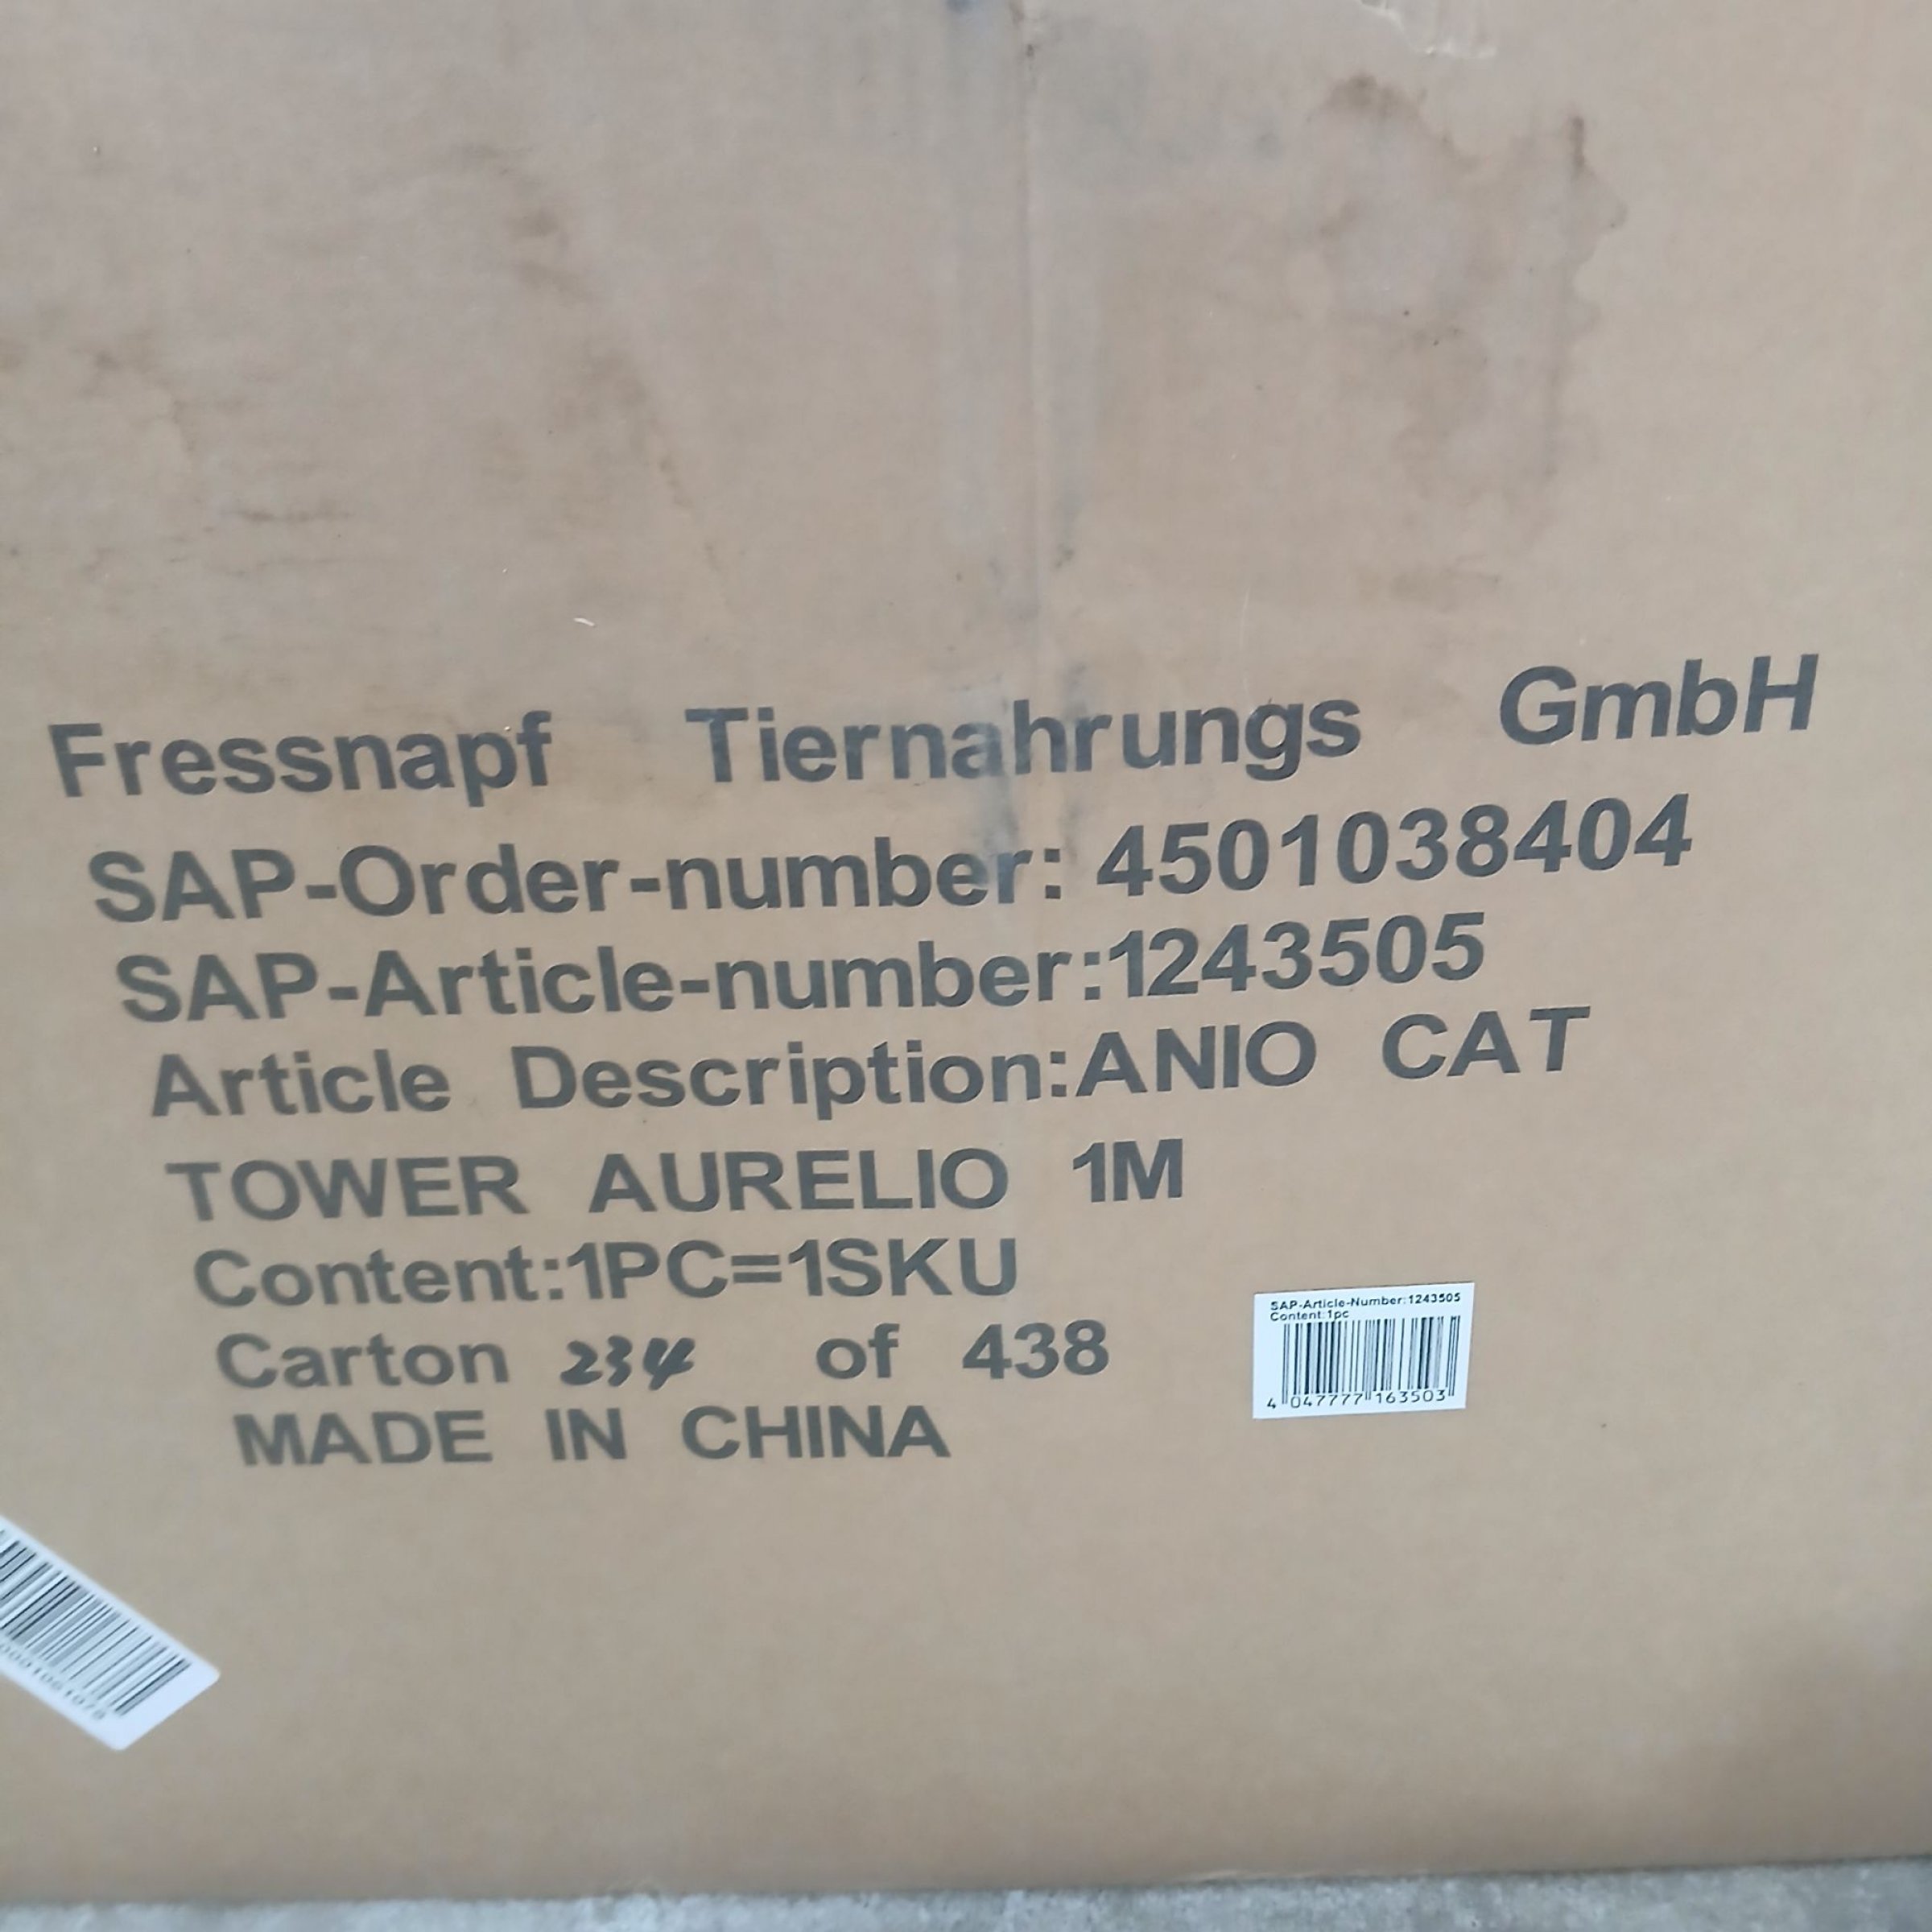 Fressnapf Tiernahrungs GmbH
SAP-Order-number: 4501038404
SAP-Article-number:1243505
Article Description:ANIO CAT
TOWER AURELIO 1M
Content:1PC=1SKU
Carton 234 of 438
MADE IN CHINA
SAP-Article-Number:1243505
Content:1pc
4 047777 163503